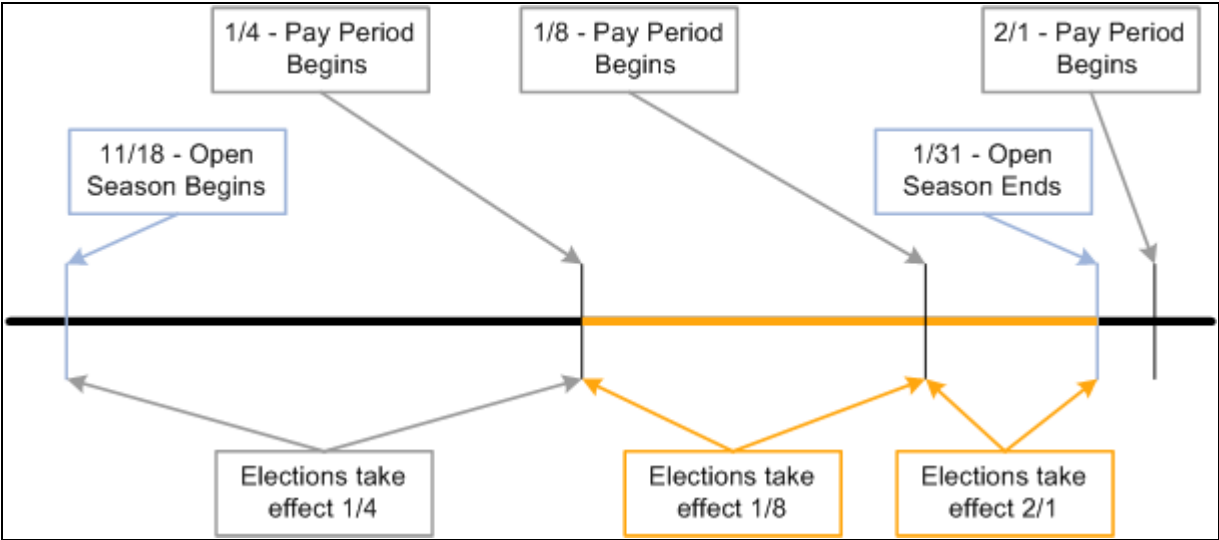 1/4 - Pay Period
Begins
1/8 - Pay Period
Begins
2/1 - Pay Period
Begins
11/18 - Open
Season Begins
1/31 - Open
Season Ends
Elections take
effect 1/4
Elections take
effect 1/8
Elections take
effect 2/1